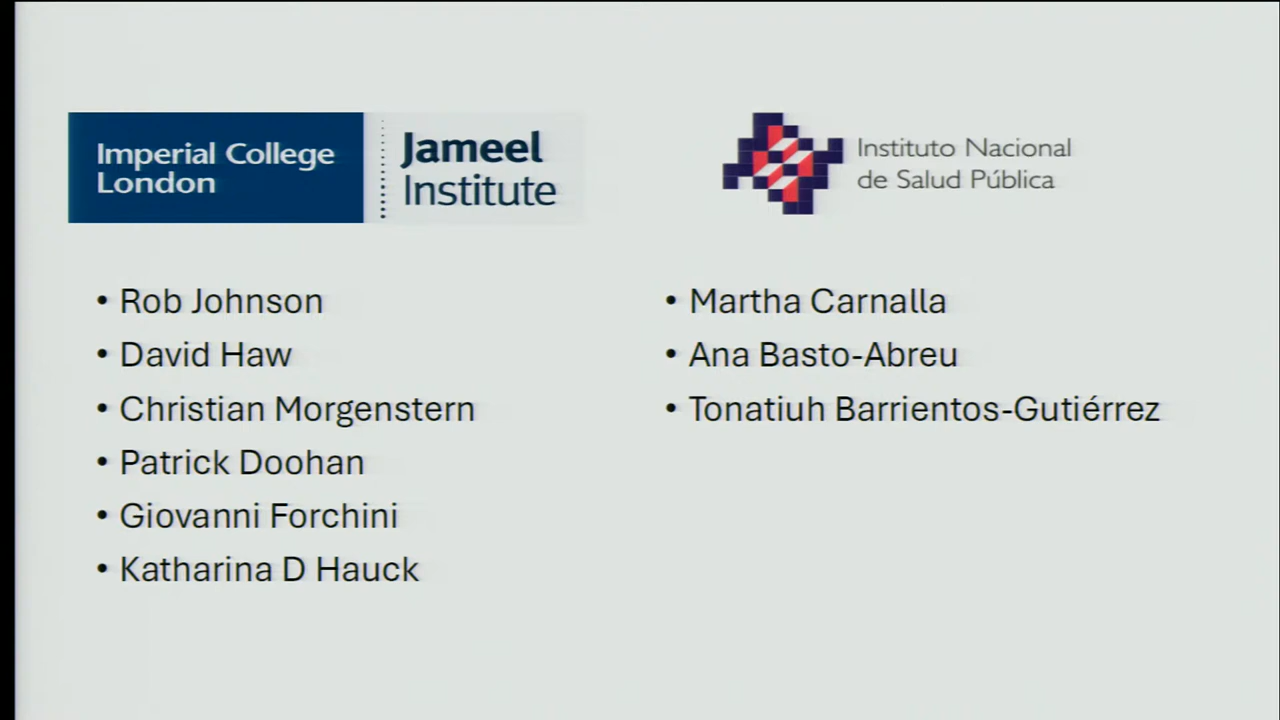 Imperial College
London
Jameel
Institute
Instituto Nacional
de Salud Pública
• Rob Johnson
• David Haw
• Christian Morgenstern
• Patrick Doohan
• Giovanni Forchini
• Katharina D Hauck
• Martha Carnalla
• Ana Basto-Abreu
• Tonatiuh Barrientos-Gutiérrez